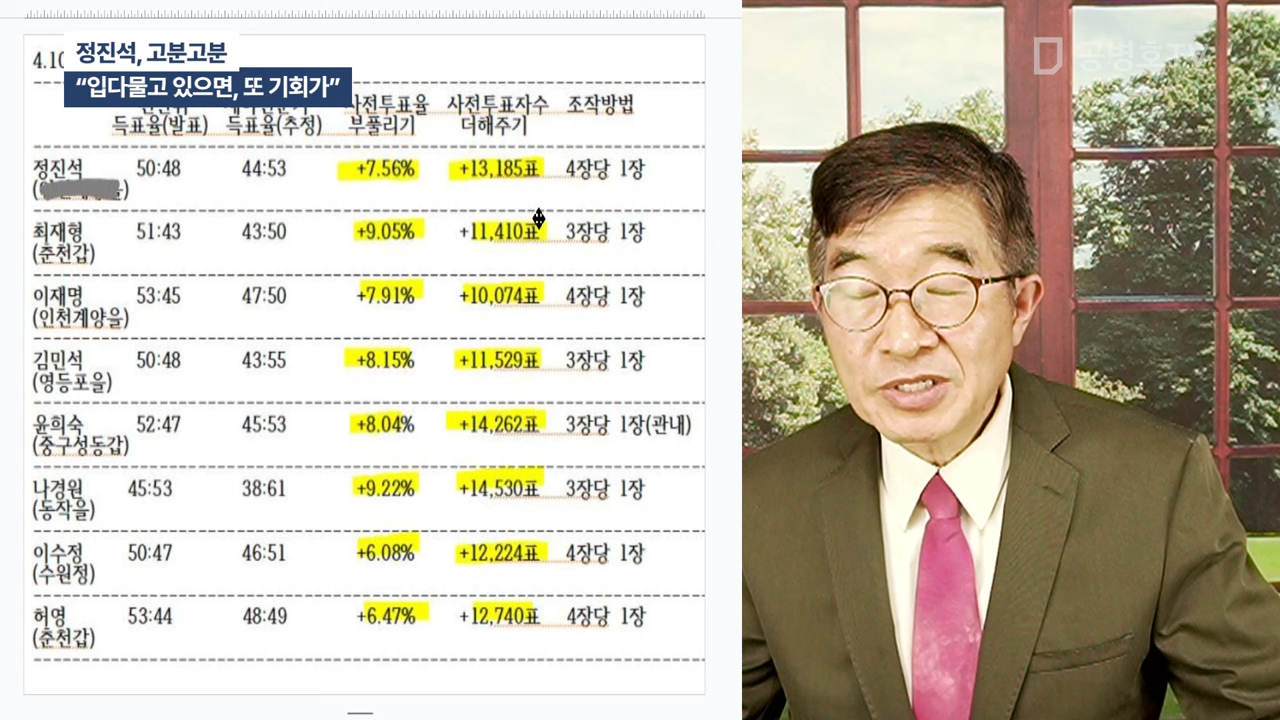 정진석, 고분고분
“입다물고 있으면, 또 기회가”
4.10
사전투표율 사전투표자수 조작방법
득표율(발표) 득표율(추정) 부풀리기 더해주기
정진석 50:48 44:53 +7.56% +13,185표 4장당 1장
최재형 51:43 43:50 +9.05% +11,410표 3장당 1장
(춘천갑)
이재명 53:45 47:50 +7.91% +10,074표 4장당 1장
(인천계양을)
김민석 50:48 43:55 +8.15% +11,529표 3장당 1장
(영등포을)
윤희숙 52:47 45:53 +8.04% +14,262표 3장당 1장(관내)
(중구성동갑)
나경원 45:53 38:61 +9.22% +14,530표 3장당 1장
(동작을)
이수정 50:47 46:51 +6.08% +12,224표 4장당 1장
(수원정)
허영 53:44 48:49 +6.47% +12,740표 4장당 1장
(춘천갑)
공병호TV